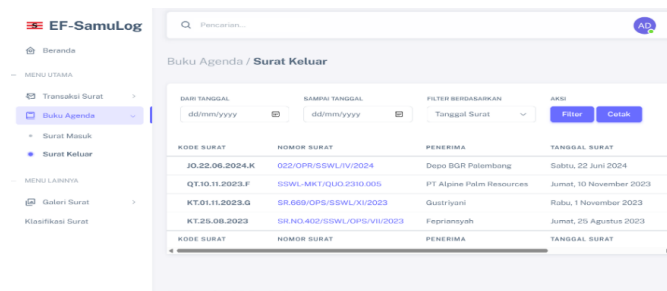 EF-SamuLog
Beranda
MENU UTAMA
Transaksi Surat
Buku Agenda
Surat Masuk
Surat Keluar
MENU LAINNYA
Galeri Surat
Klasifikasi Surat
Pencarian...
AD
Buku Agenda / Surat Keluar
DARI TANGGAL SAMPAI TANGGAL FILTER BERDASARKAN AKSI
dd/mm/yyyy dd/mm/yyyy Tanggal Surat Filter Cetak
KODE SURAT NOMOR SURAT PENERIMA TANGGAL SURAT
JO.22.06.2024.K 022/OPR/SSWL/IV/2024 Depo BGR Palembang Sabtu, 22 Juni 2024
QT.10.11.2023.F SSWL-MKT/QUO.2310.005 PT Alpine Palm Resources Jumat, 10 November 2023
KT.01.11.2023.G SR.669/OPS/SSWL/XI/2023 Gustriyani Rabu, 1 November 2023
KT.25.08.2023 SR.NO.402/SSWL/OPS/VII/2023 Fepriansyah Jumat, 25 Agustus 2023
KODE SURAT NOMOR SURAT PENERIMA TANGGAL SURAT